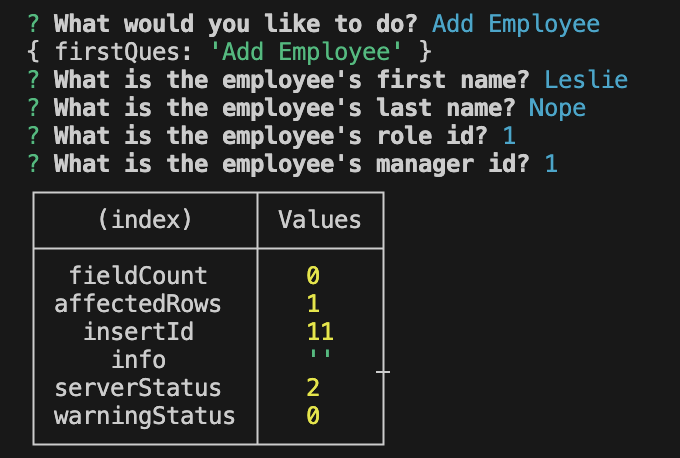 ? What would you like to do? Add Employee
{ firstQues: 'Add Employee' }
? What is the employee's first name? Leslie
? What is the employee's last name? Nope
? What is the employee's role id? 1
? What is the employee's manager id? 1
(index) Values
fieldCount 0
affectedRows 1
insertId 11
info ''
serverStatus 2
warningStatus 0